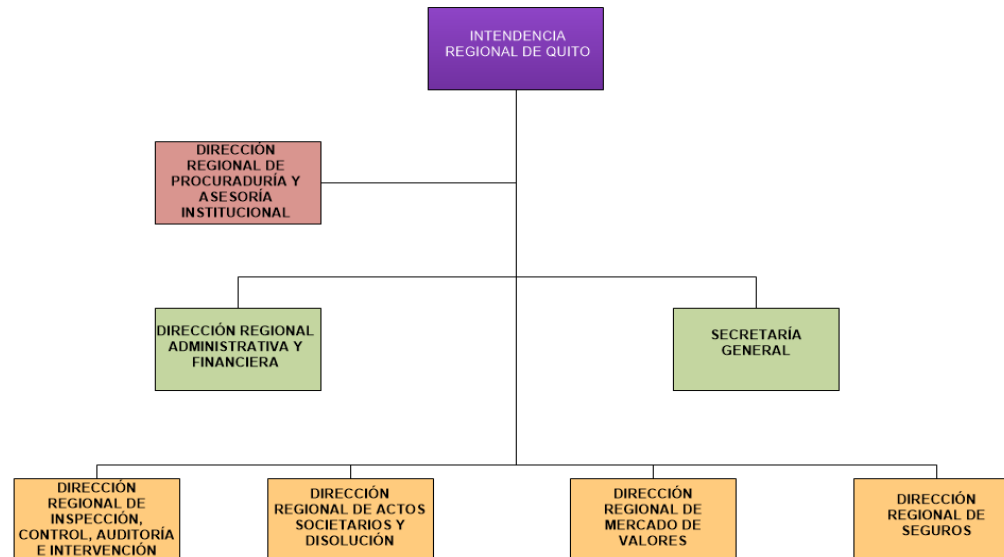 INTENDENCIA
REGIONAL DE QUITO
DIRECCIÓN
REGIONAL DE
PROCURADURÍA Y
ASESORÍA
INSTITUCIONAL
DIRECCIÓN REGIONAL
ADMINISTRATIVA Y
FINANCIERA
SECRETARÍA
GENERAL
DIRECCIÓN
REGIONAL DE
INSPECCIÓN,
CONTROL, AUDITORÍA
E INTERVENCIÓN
DIRECCIÓN
REGIONAL DE ACTOS
SOCIETARIOS Y
DISOLUCIÓN
DIRECCIÓN
REGIONAL DE
MERCADO DE
VALORES
DIRECCIÓN
REGIONAL DE
SEGUROS